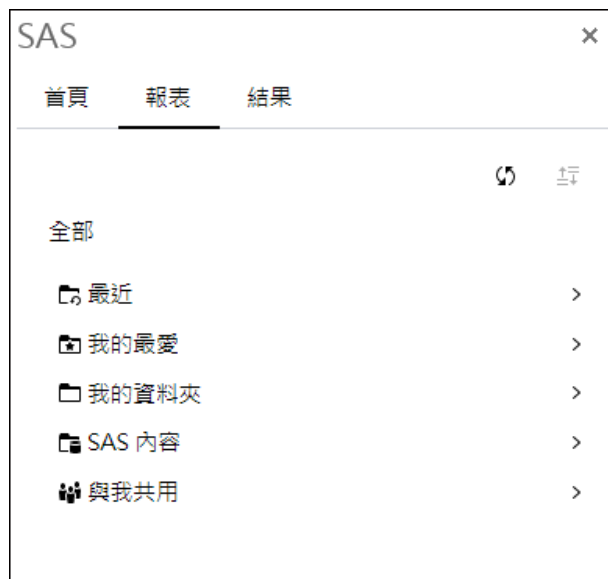 SAS
首頁 報表 結果
全部
最近
我的最愛
我的資料夾
SAS 內容
與我共用